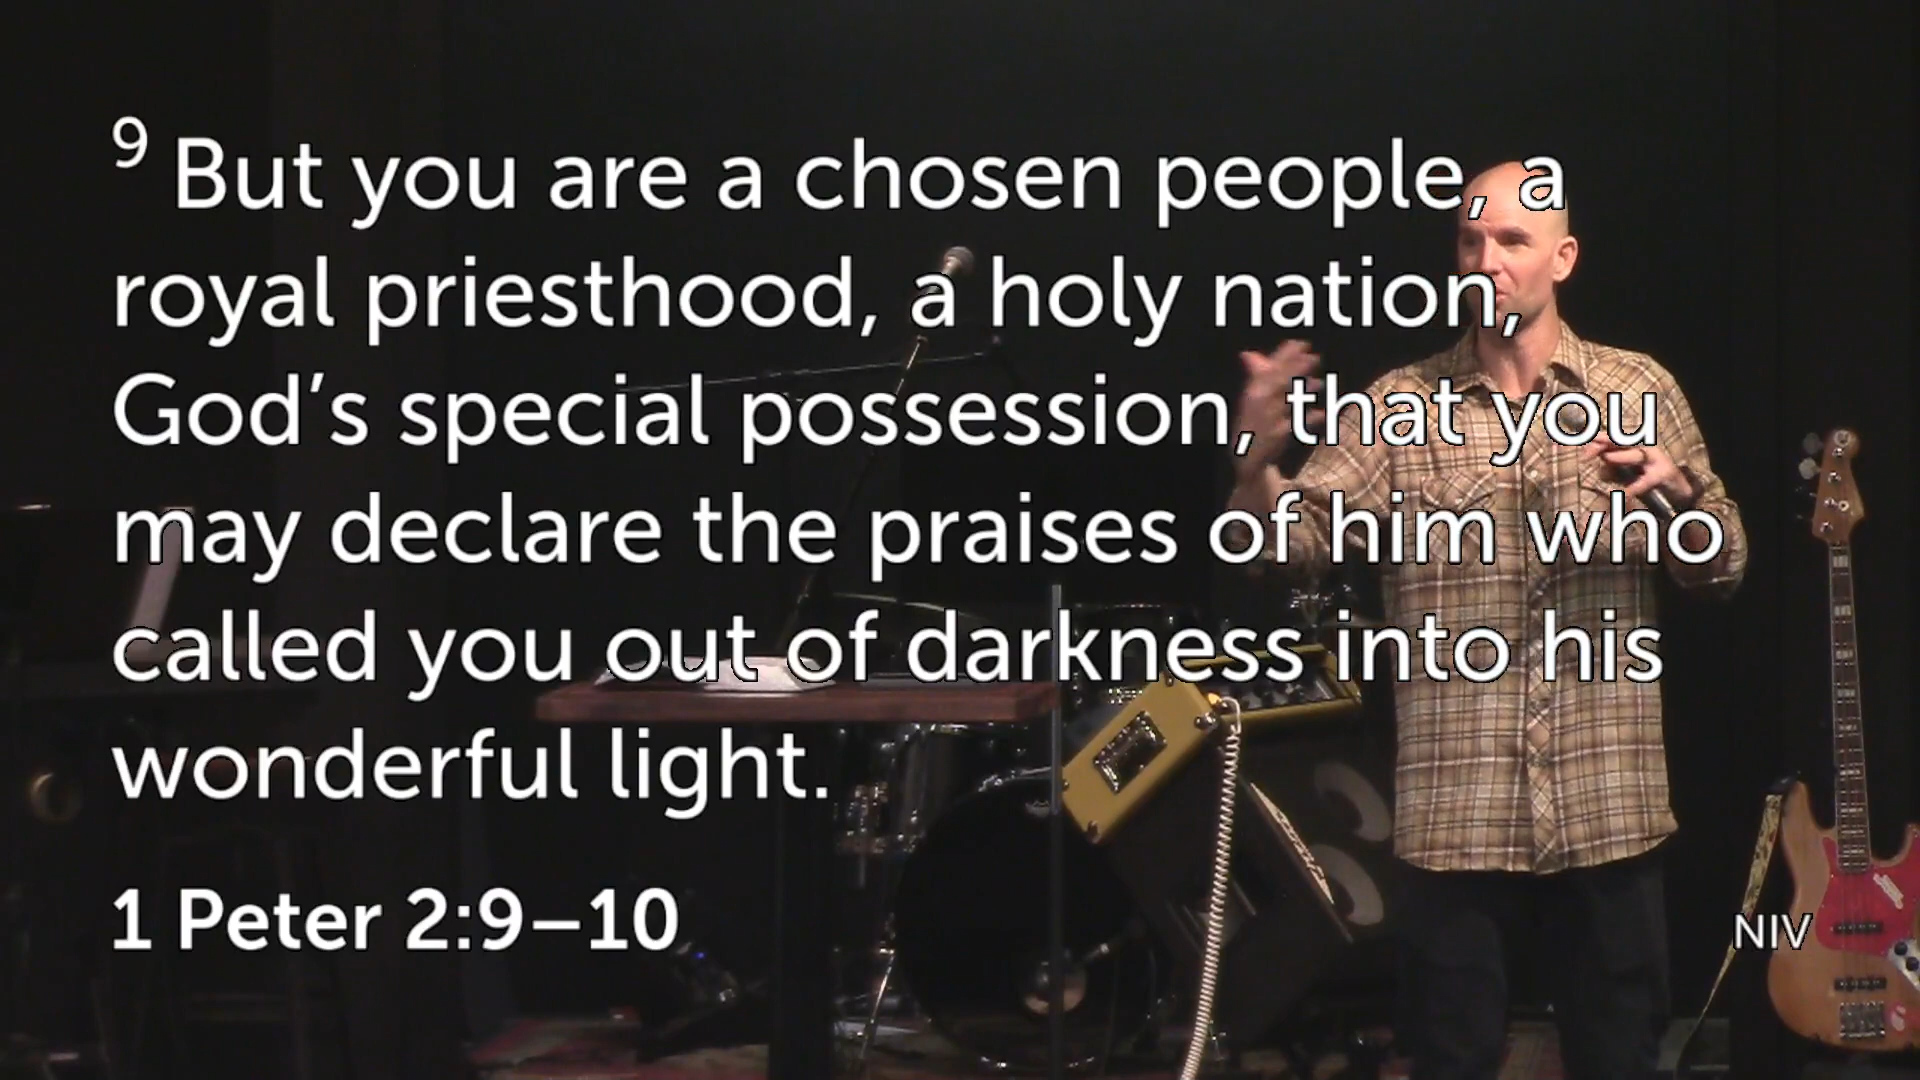 9 But you are a chosen people, a
royal priesthood, a holy nation,
God’s special possession, that you
may declare the praises of him who
called you out of darkness into his
wonderful light.
1 Peter 2:9–10
NIV